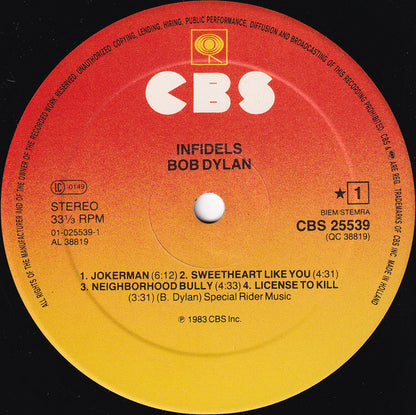 ALL RIGHTS OF THE MANUFACTURER AND OF THE OWNER OF THE RECORDED WORK RESERVED. UNAUTHORIZED COPYING, LENDING, HIRING, PUBLIC PERFORMANCE, DIFFUSION AND BROADCASTING OF THIS RECORD PROHIBITED. CBS & ARE REG. TRADEMARKS OF CBS INC. MADE IN HOLLAND
CBS
INFIDELS
BOB DYLAN
LC 0149
STEREO
33⅓ RPM
01-025539-1
AL 38819
★ 1
BIEM/STEMRA
CBS 25539
(QC 38819)
1. JOKERMAN (6:12) 2. SWEETHEART LIKE YOU (4:31)
3. NEIGHBORHOOD BULLY (4:33) 4. LICENSE TO KILL
(3:31) (B. Dylan) Special Rider Music
℗ 1983 CBS Inc.